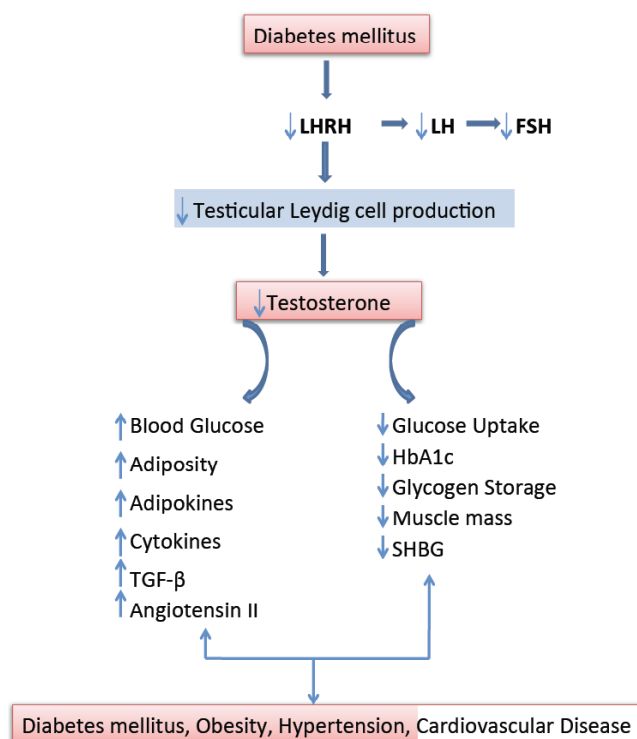 Diabetes mellitus
↓LHRH → ↓LH → ↓FSH
↓Testicular Leydig cell production
↓Testosterone
↑Blood Glucose
↑Adiposity
↑Adipokines
↑Cytokines
↑TGF-β
↑Angiotensin II
↓Glucose Uptake
↓HbA1c
↓Glycogen Storage
↓Muscle mass
↓SHBG
Diabetes mellitus, Obesity, Hypertension, Cardiovascular Disease